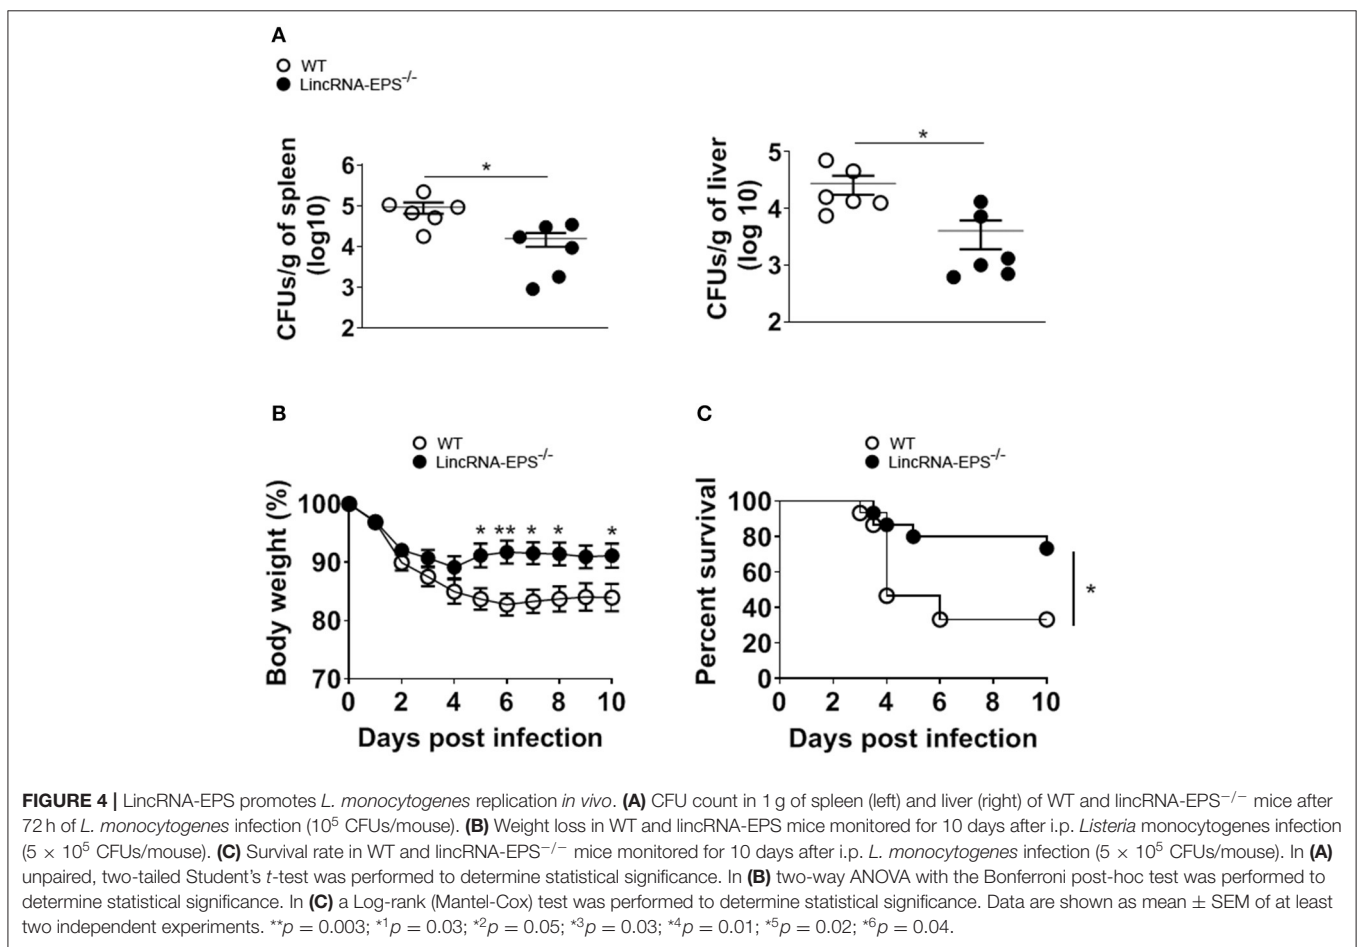 A
WT
LincRNA-EPS-/-
CFUs/g of spleen
(log10)
6
5
4
3
2
*
CFUs/g of liver
(log 10)
5
4
3
2
*
B
WT
LincRNA-EPS-/-
Body weight (%)
100
90
80
70
* ** * * *
0 2 4 6 8 10
Days post infection
C
WT
LincRNA-EPS-/-
Percent survival
100
80
60
40
20
0
*
0 2 4 6 8 10
Days post infection
FIGURE 4 | LincRNA-EPS promotes L. monocytogenes replication in vivo. (A) CFU count in 1 g of spleen (left) and liver (right) of WT and lincRNA-EPS−/− mice after
72 h of L. monocytogenes infection (10⁵ CFUs/mouse). (B) Weight loss in WT and lincRNA-EPS mice monitored for 10 days after i.p. Listeria monocytogenes infection
(5 × 10⁵ CFUs/mouse). (C) Survival rate in WT and lincRNA-EPS−/− mice monitored for 10 days after i.p. L. monocytogenes infection (5 × 10⁵ CFUs/mouse). In (A)
unpaired, two-tailed Student's t-test was performed to determine statistical significance. In (B) two-way ANOVA with the Bonferroni post-hoc test was performed to
determine statistical significance. In (C) a Log-rank (Mantel-Cox) test was performed to determine statistical significance. Data are shown as mean ± SEM of at least
two independent experiments. **p = 0.003; *1p = 0.03; *2p = 0.05; *3p = 0.03; *4p = 0.01; *5p = 0.02; *6p = 0.04.